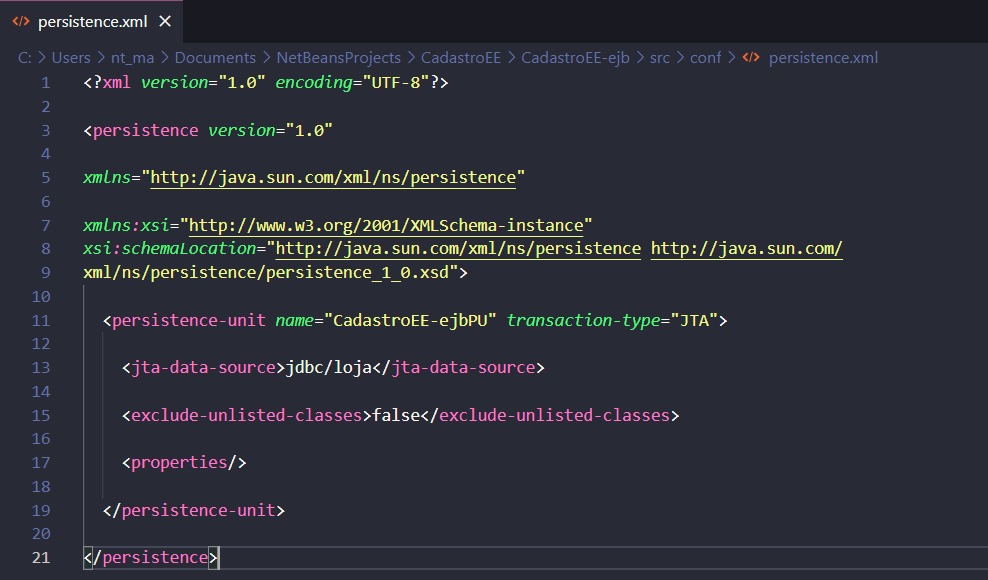 persistence.xml
C: > Users > nt_ma > Documents > NetBeansProjects > CadastroEE > CadastroEE-ejb > src > conf > persistence.xml
1 <?xml version="1.0" encoding="UTF-8"?>
2
3 <persistence version="1.0"
4
5 xmlns="http://java.sun.com/xml/ns/persistence"
6
7 xmlns:xsi="http://www.w3.org/2001/XMLSchema-instance"
8 xsi:schemaLocation="http://java.sun.com/xml/ns/persistence http://java.sun.com/
9 xml/ns/persistence/persistence_1_0.xsd">
10
11 <persistence-unit name="CadastroEE-ejbPU" transaction-type="JTA">
12
13 <jta-data-source>jdbc/loja</jta-data-source>
14
15 <exclude-unlisted-classes>false</exclude-unlisted-classes>
16
17 <properties/>
18
19 </persistence-unit>
20
21 </persistence>